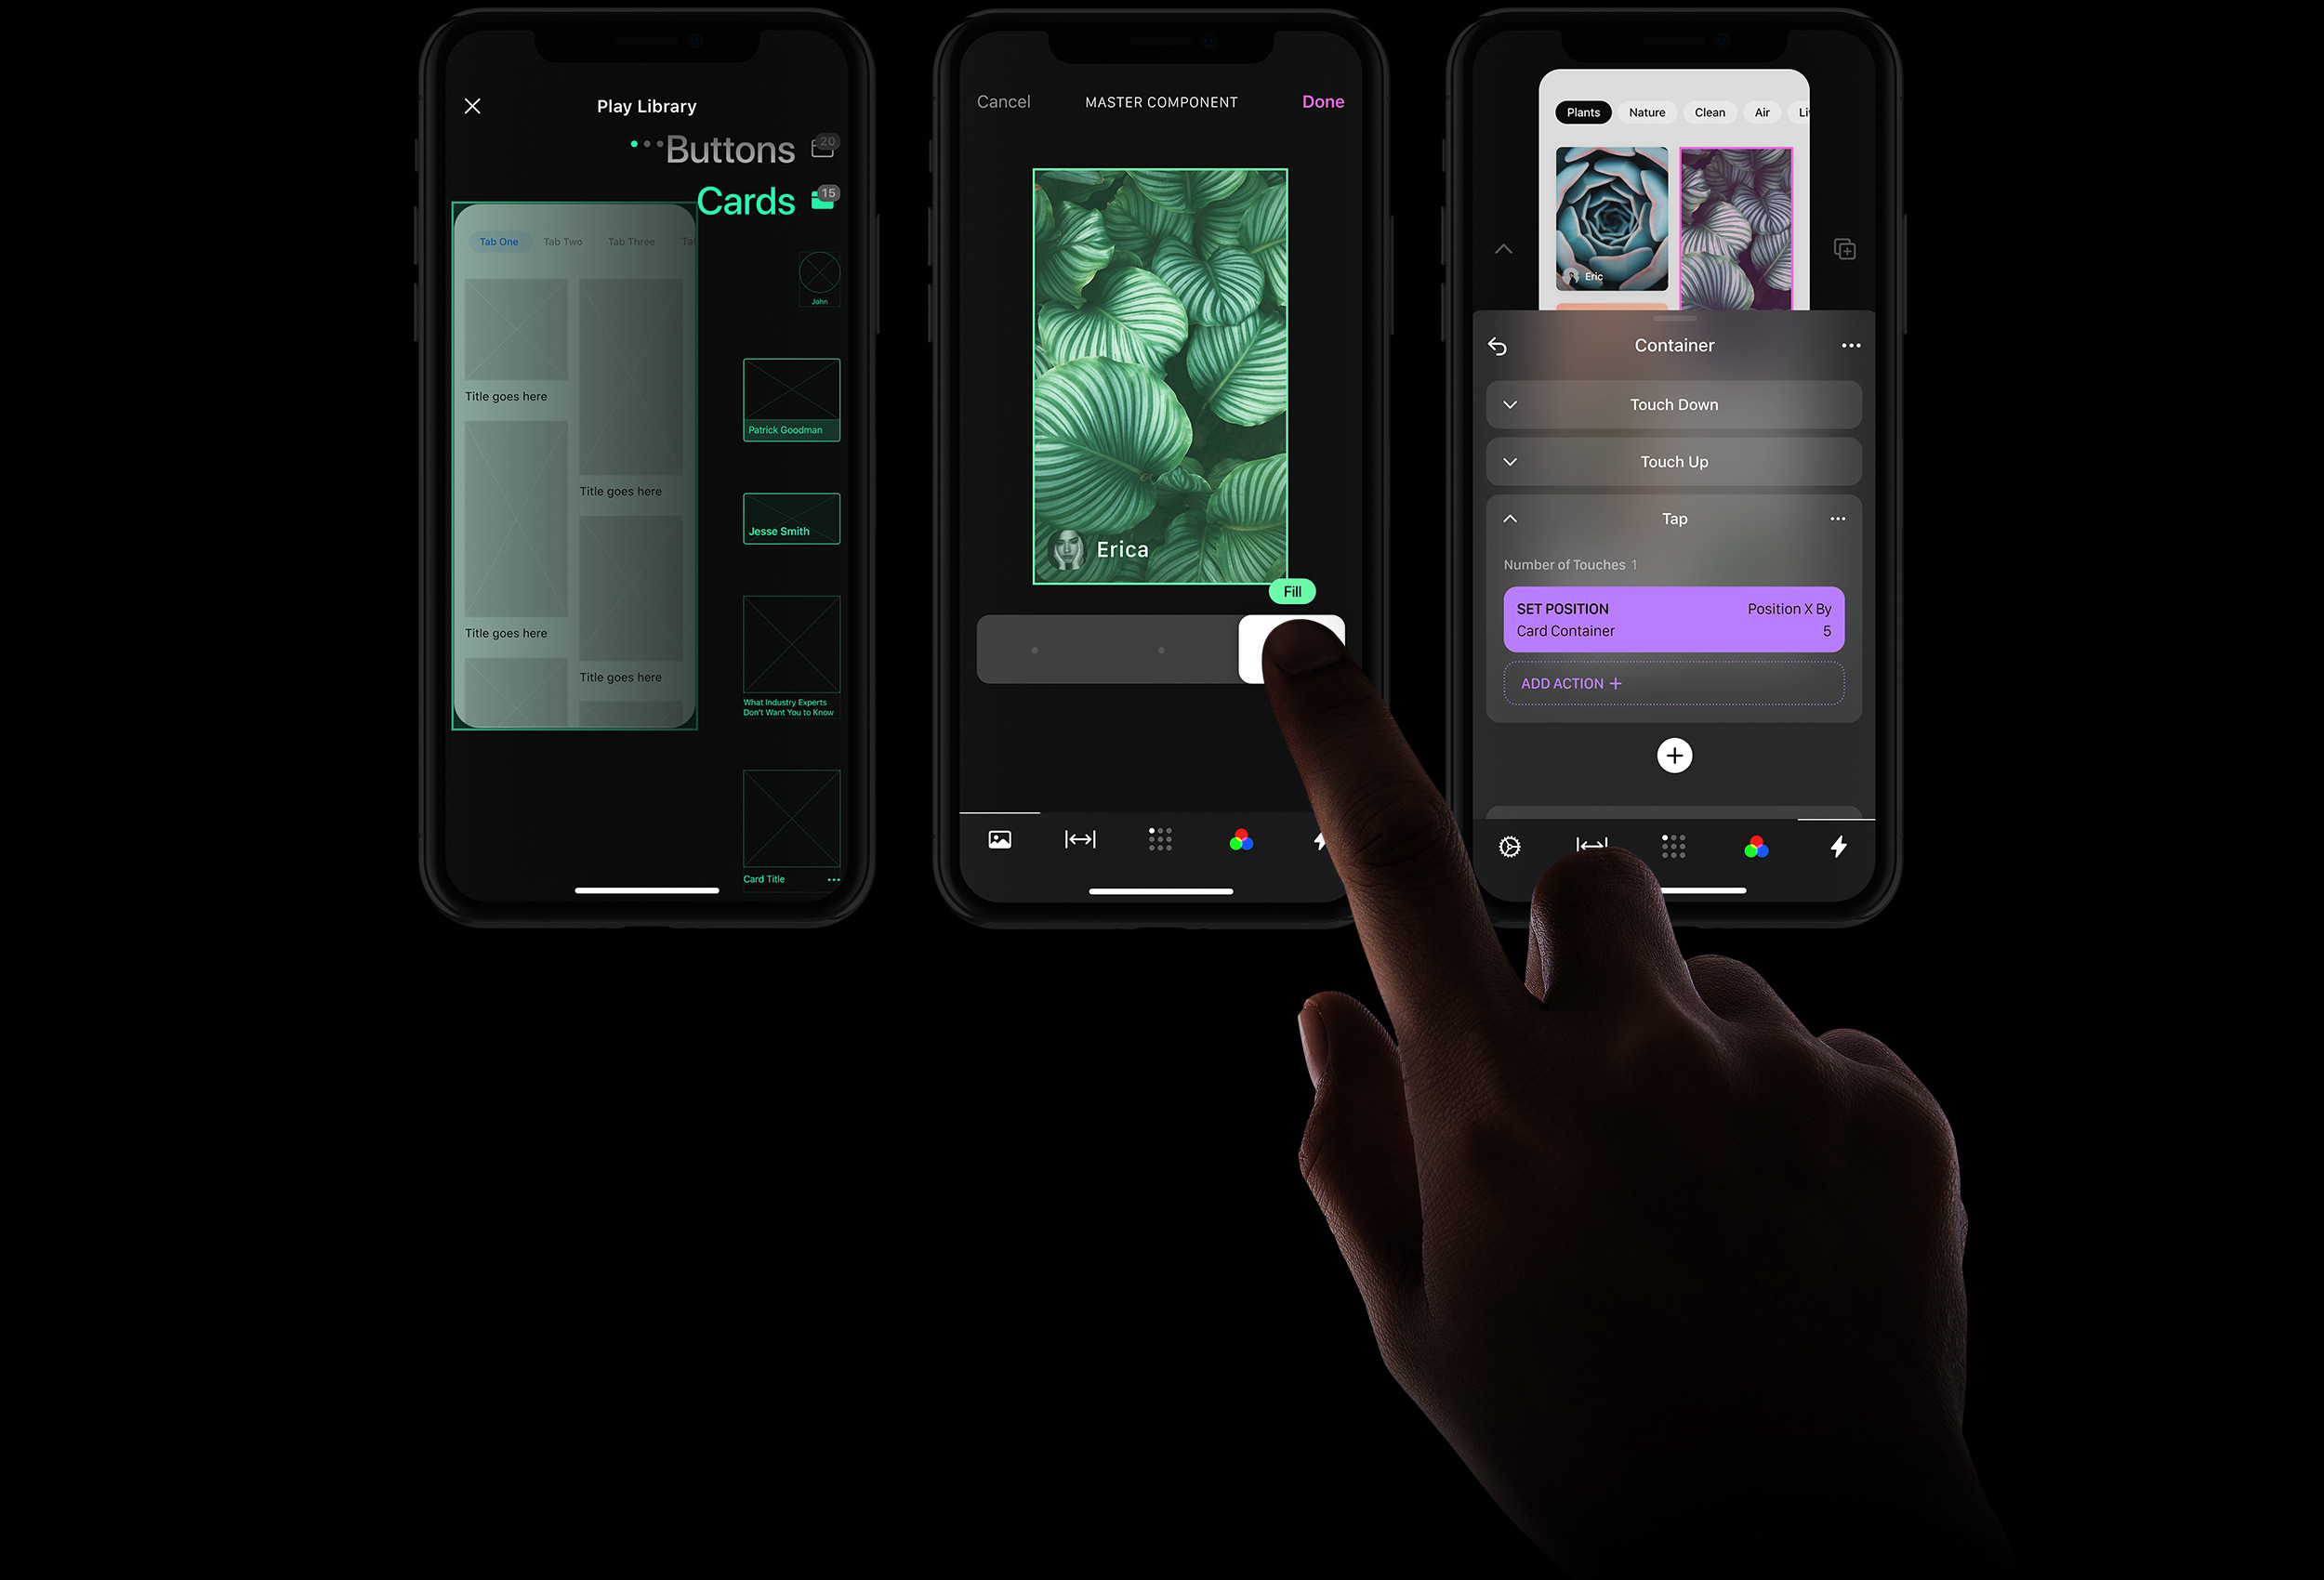 Play Library
Buttons 20
Cards 15
Tab One Tab Two Tab Three
John
Title goes here
Patrick Goodman
Title goes here
Jesse Smith
Title goes here
Title goes here
What Industry Experts
Don't Want You to Know
Card Title
Cancel MASTER COMPONENT Done
Erica
Fill
Plants Nature Clean Air
Eric
Container
Touch Down
Touch Up
Tap
Number of Touches 1
SET POSITION Position X By
Card Container 5
ADD ACTION +